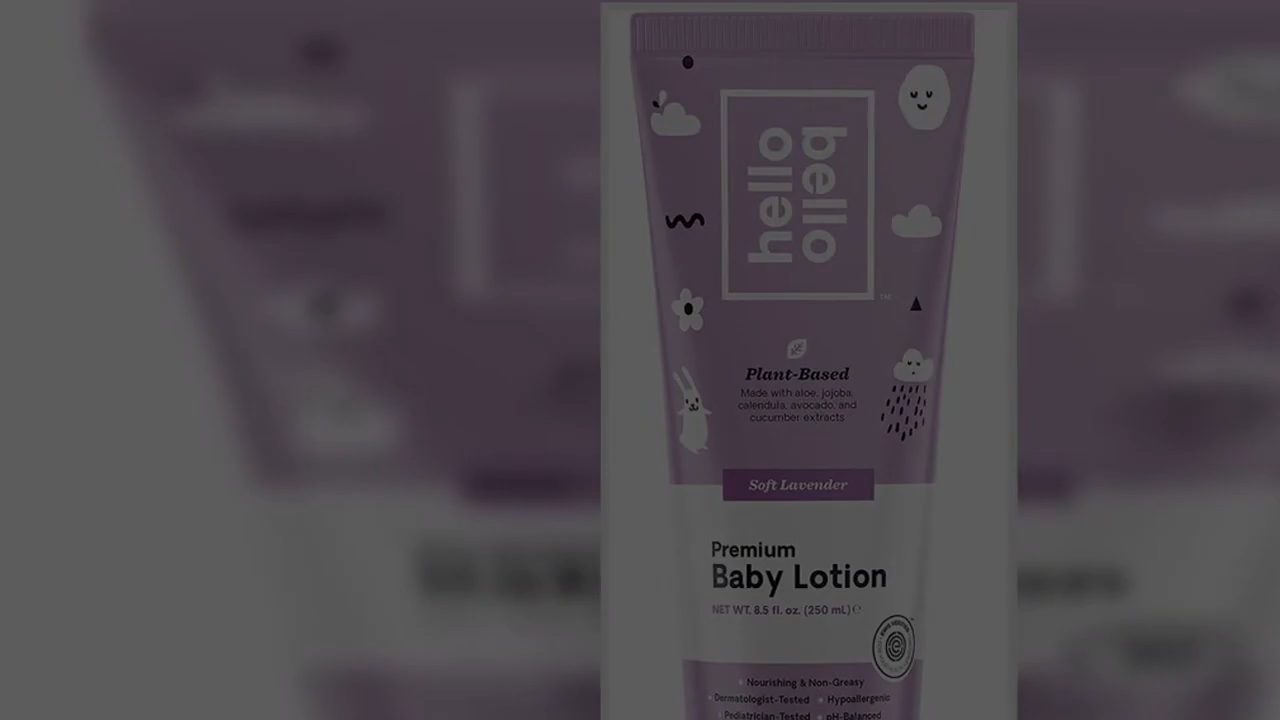 hello
bello
TM
Plant-Based
Made with aloe, jojoba,
calendula, avocado, and
cucumber extracts
Soft Lavender
Premium
Baby Lotion
NET WT. 8.5 fl. oz. (250 mL) ℮
Nourishing & Non-Greasy
Dermatologist-Tested • Hypoallergenic
Pediatrician-Tested • pH-Balanced